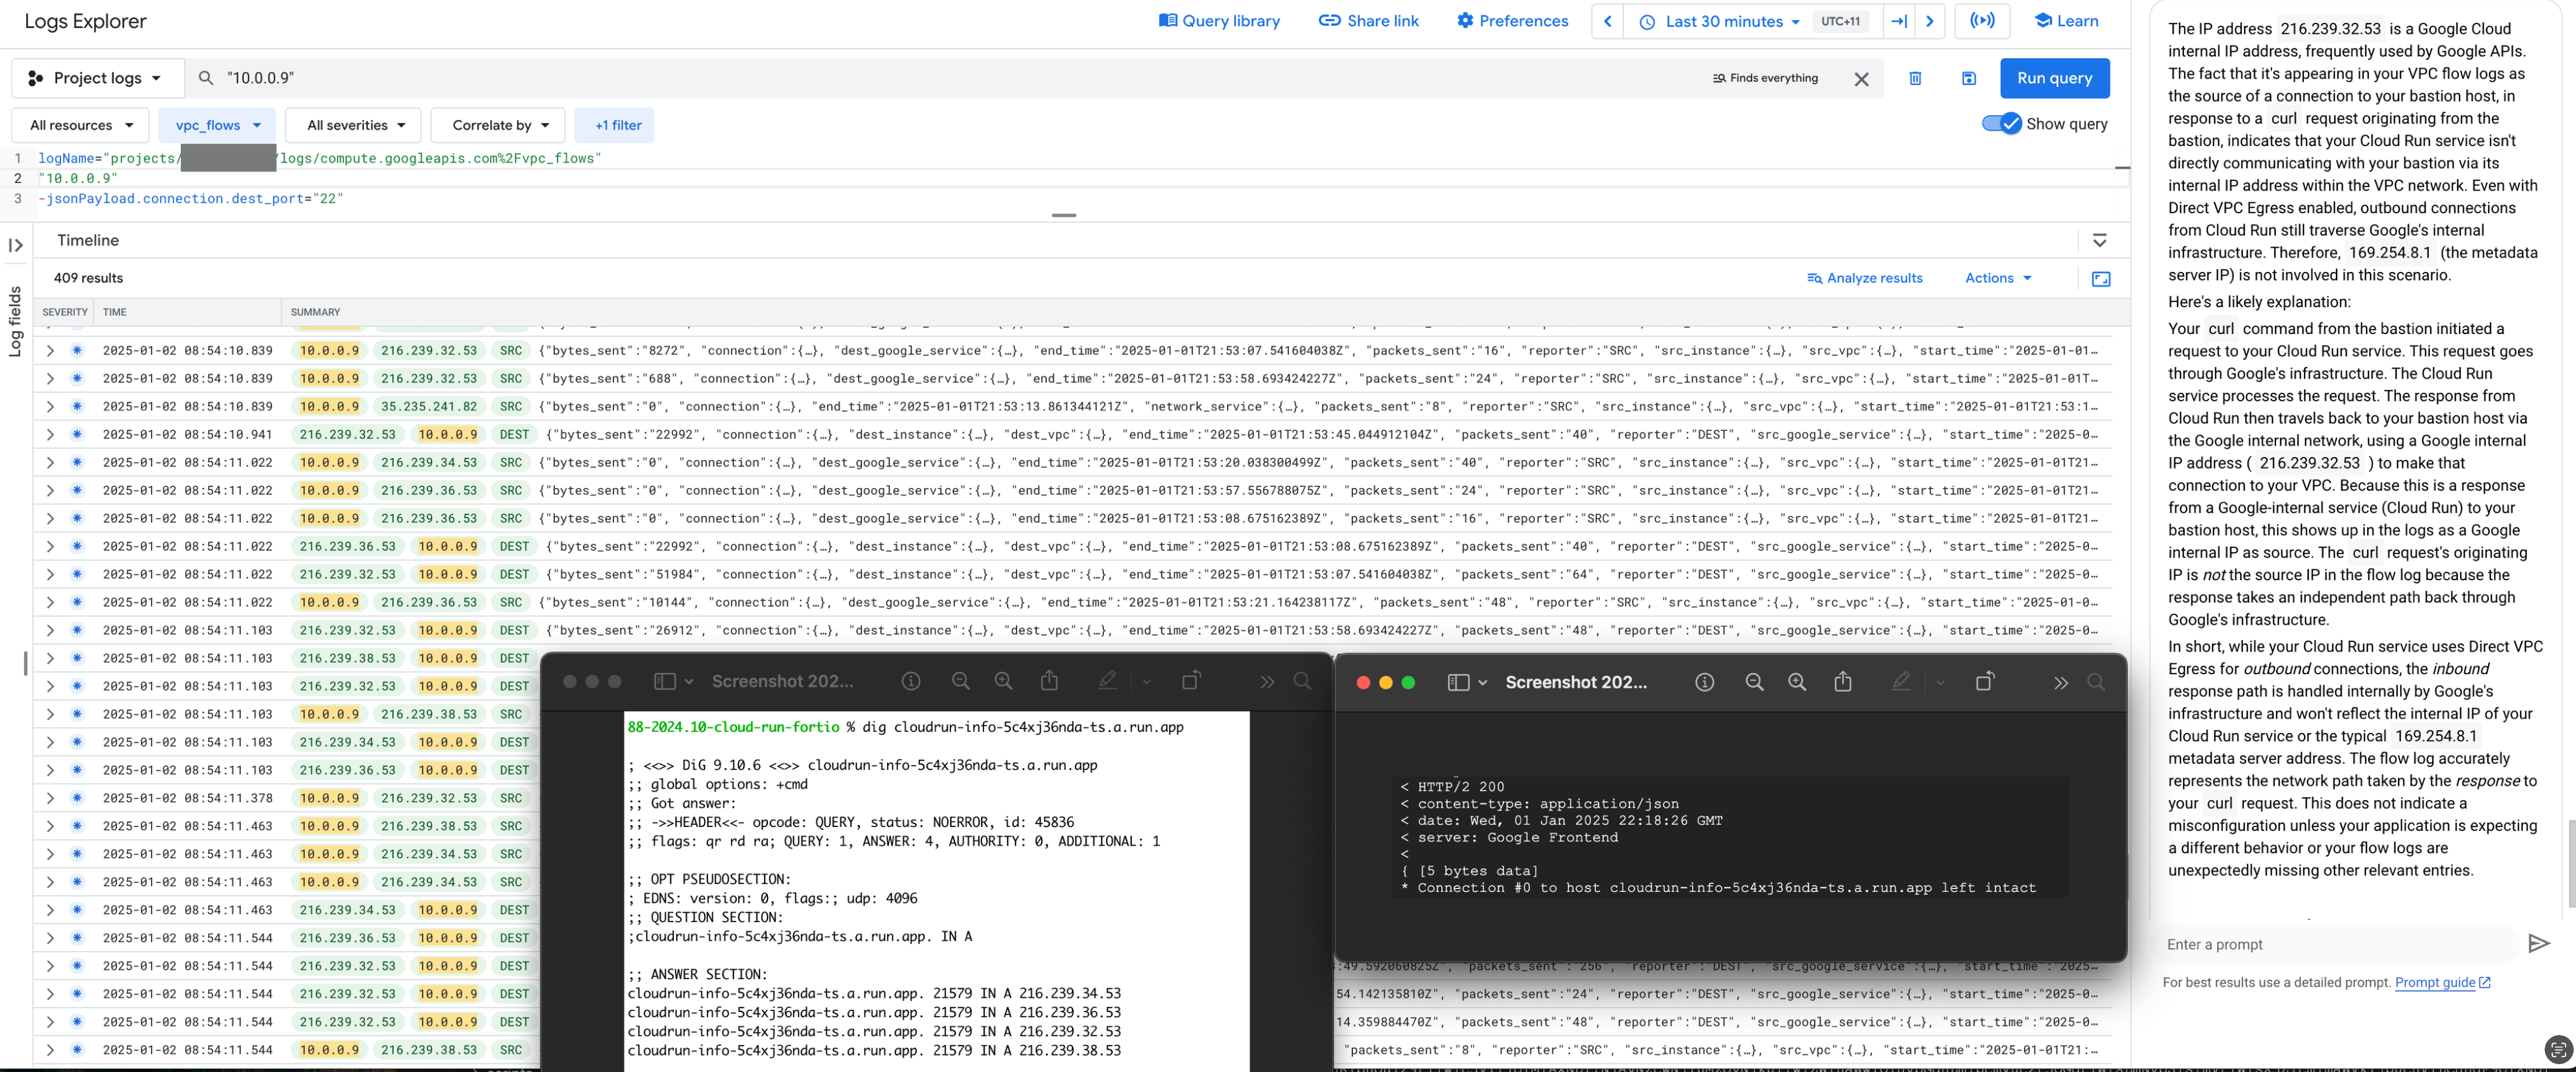 Logs Explorer
Query library
Share link
Preferences
Last 30 minutes
UTC+11
Learn
Project logs
"10.0.0.9"
Finds everything
Run query
All resources
vpc_flows
All severities
Correlate by
+1 filter
Show query
1 logName="projects/ /logs/compute.googleapis.com%2Fvpc_flows"
2 "10.0.0.9"
3 -jsonPayload.connection.dest_port="22"
Log fields
Timeline
409 results
Analyze results
Actions
SEVERITY TIME SUMMARY
2025-01-02 08:54:10.839 10.0.0.9 216.239.32.53 SRC {"bytes_sent":"8272", "connection":{…}, "dest_google_service":{…}, "end_time":"2025-01-01T21:53:07.541604038Z", "packets_sent":"16", "reporter":"SRC", "src_instance":{…}, "src_vpc":{…}, "start_time":"2025-01-01-…
2025-01-02 08:54:10.839 10.0.0.9 216.239.32.53 SRC {"bytes_sent":"688", "connection":{…}, "dest_google_service":{…}, "end_time":"2025-01-01T21:53:58.693424227Z", "packets_sent":"24", "reporter":"SRC", "src_instance":{…}, "src_vpc":{…}, "start_time":"2025-01-01T…
2025-01-02 08:54:10.839 10.0.0.9 35.235.241.82 SRC {"bytes_sent":"0", "connection":{…}, "end_time":"2025-01-01T21:53:13.861344121Z", "network_service":{…}, "packets_sent":"8", "reporter":"SRC", "src_instance":{…}, "src_vpc":{…}, "start_time":"2025-01-01T21:53:1…
2025-01-02 08:54:10.941 216.239.32.53 10.0.0.9 DEST {"bytes_sent":"22992", "connection":{…}, "dest_instance":{…}, "dest_vpc":{…}, "end_time":"2025-01-01T21:53:45.044912104Z", "packets_sent":"40", "reporter":"DEST", "src_google_service":{…}, "start_time":"2025-0…
2025-01-02 08:54:11.022 10.0.0.9 216.239.34.53 SRC {"bytes_sent":"0", "connection":{…}, "dest_google_service":{…}, "end_time":"2025-01-01T21:53:20.038300499Z", "packets_sent":"40", "reporter":"SRC", "src_instance":{…}, "src_vpc":{…}, "start_time":"2025-01-01T21…
2025-01-02 08:54:11.022 10.0.0.9 216.239.36.53 SRC {"bytes_sent":"0", "connection":{…}, "dest_google_service":{…}, "end_time":"2025-01-01T21:53:57.556788075Z", "packets_sent":"24", "reporter":"SRC", "src_instance":{…}, "src_vpc":{…}, "start_time":"2025-01-01T21…
2025-01-02 08:54:11.022 10.0.0.9 216.239.36.53 SRC {"bytes_sent":"0", "connection":{…}, "dest_google_service":{…}, "end_time":"2025-01-01T21:53:08.675162389Z", "packets_sent":"16", "reporter":"SRC", "src_instance":{…}, "src_vpc":{…}, "start_time":"2025-01-01T21…
2025-01-02 08:54:11.022 216.239.36.53 10.0.0.9 DEST {"bytes_sent":"22992", "connection":{…}, "dest_instance":{…}, "dest_vpc":{…}, "end_time":"2025-01-01T21:53:08.675162389Z", "packets_sent":"40", "reporter":"DEST", "src_google_service":{…}, "start_time":"2025-0…
2025-01-02 08:54:11.022 216.239.32.53 10.0.0.9 DEST {"bytes_sent":"51984", "connection":{…}, "dest_instance":{…}, "dest_vpc":{…}, "end_time":"2025-01-01T21:53:07.541604038Z", "packets_sent":"64", "reporter":"DEST", "src_google_service":{…}, "start_time":"2025-0…
2025-01-02 08:54:11.022 10.0.0.9 216.239.36.53 SRC {"bytes_sent":"10144", "connection":{…}, "dest_google_service":{…}, "end_time":"2025-01-01T21:53:21.164238117Z", "packets_sent":"48", "reporter":"SRC", "src_instance":{…}, "src_vpc":{…}, "start_time":"2025-01-0…
2025-01-02 08:54:11.103 216.239.32.53 10.0.0.9 DEST {"bytes_sent":"26912", "connection":{…}, "dest_instance":{…}, "dest_vpc":{…}, "end_time":"2025-01-01T21:53:58.693424227Z", "packets_sent":"48", "reporter":"DEST", "src_google_service":{…}, "start_time":"2025-0…
2025-01-02 08:54:11.103 216.239.38.53 10.0.0.9 DEST
2025-01-02 08:54:11.103 216.239.32.53 10.0.0.9 DEST
2025-01-02 08:54:11.103 10.0.0.9 216.239.38.53 SRC
2025-01-02 08:54:11.103 216.239.34.53 10.0.0.9 DEST
2025-01-02 08:54:11.103 216.239.36.53 10.0.0.9 DEST
2025-01-02 08:54:11.378 10.0.0.9 216.239.32.53 SRC
2025-01-02 08:54:11.463 10.0.0.9 216.239.38.53 SRC
2025-01-02 08:54:11.463 10.0.0.9 216.239.34.53 SRC
2025-01-02 08:54:11.463 10.0.0.9 216.239.34.53 SRC
2025-01-02 08:54:11.463 216.239.34.53 10.0.0.9 DEST
2025-01-02 08:54:11.544 216.239.36.53 10.0.0.9 DEST
2025-01-02 08:54:11.544 216.239.32.53 10.0.0.9 DEST :49.592060825Z", "packets_sent":"256", "reporter":"DEST", "src_google_service":{…}, "start_time":"2025-0…
2025-01-02 08:54:11.544 216.239.32.53 10.0.0.9 DEST 54.142135810Z", "packets_sent":"24", "reporter":"DEST", "src_google_service":{…}, "start_time":"2025-0…
2025-01-02 08:54:11.544 216.239.32.53 10.0.0.9 DEST 14.359884470Z", "packets_sent":"48", "reporter":"DEST", "src_google_service":{…}, "start_time":"2025-0…
2025-01-02 08:54:11.544 10.0.0.9 216.239.38.53 SRC "packets_sent":"8", "reporter":"SRC", "src_instance":{…}, "src_vpc":{…}, "start_time":"2025-01-01T21:…
Screenshot 202...
88-2024.10-cloud-run-fortio % dig cloudrun-info-5c4xj36nda-ts.a.run.app
; <<>> DiG 9.10.6 <<>> cloudrun-info-5c4xj36nda-ts.a.run.app
;; global options: +cmd
;; Got answer:
;; ->>HEADER<<- opcode: QUERY, status: NOERROR, id: 45836
;; flags: qr rd ra; QUERY: 1, ANSWER: 4, AUTHORITY: 0, ADDITIONAL: 1
;; OPT PSEUDOSECTION:
; EDNS: version: 0, flags:; udp: 4096
;; QUESTION SECTION:
;cloudrun-info-5c4xj36nda-ts.a.run.app. IN A
;; ANSWER SECTION:
cloudrun-info-5c4xj36nda-ts.a.run.app. 21579 IN A 216.239.34.53
cloudrun-info-5c4xj36nda-ts.a.run.app. 21579 IN A 216.239.36.53
cloudrun-info-5c4xj36nda-ts.a.run.app. 21579 IN A 216.239.32.53
cloudrun-info-5c4xj36nda-ts.a.run.app. 21579 IN A 216.239.38.53
Screenshot 202...
< HTTP/2 200
< content-type: application/json
< date: Wed, 01 Jan 2025 22:18:26 GMT
< server: Google Frontend
<
{ [5 bytes data]
* Connection #0 to host cloudrun-info-5c4xj36nda-ts.a.run.app left intact
The IP address 216.239.32.53 is a Google Cloud
internal IP address, frequently used by Google APIs.
The fact that it's appearing in your VPC flow logs as
the source of a connection to your bastion host, in
response to a curl request originating from the
bastion, indicates that your Cloud Run service isn't
directly communicating with your bastion via its
internal IP address within the VPC network. Even with
Direct VPC Egress enabled, outbound connections
from Cloud Run still traverse Google's internal
infrastructure. Therefore, 169.254.8.1 (the metadata
server IP) is not involved in this scenario.
Here's a likely explanation:
Your curl command from the bastion initiated a
request to your Cloud Run service. This request goes
through Google's infrastructure. The Cloud Run
service processes the request. The response from
Cloud Run then travels back to your bastion host via
the Google internal network, using a Google internal
IP address ( 216.239.32.53 ) to make that
connection to your VPC. Because this is a response
from a Google-internal service (Cloud Run) to your
bastion host, this shows up in the logs as a Google
internal IP as source. The curl request's originating
IP is not the source IP in the flow log because the
response takes an independent path back through
Google's infrastructure.
In short, while your Cloud Run service uses Direct VPC
Egress for outbound connections, the inbound
response path is handled internally by Google's
infrastructure and won't reflect the internal IP of your
Cloud Run service or the typical 169.254.8.1
metadata server address. The flow log accurately
represents the network path taken by the response to
your curl request. This does not indicate a
misconfiguration unless your application is expecting
a different behavior or your flow logs are
unexpectedly missing other relevant entries.
Enter a prompt
For best results use a detailed prompt. Prompt guide